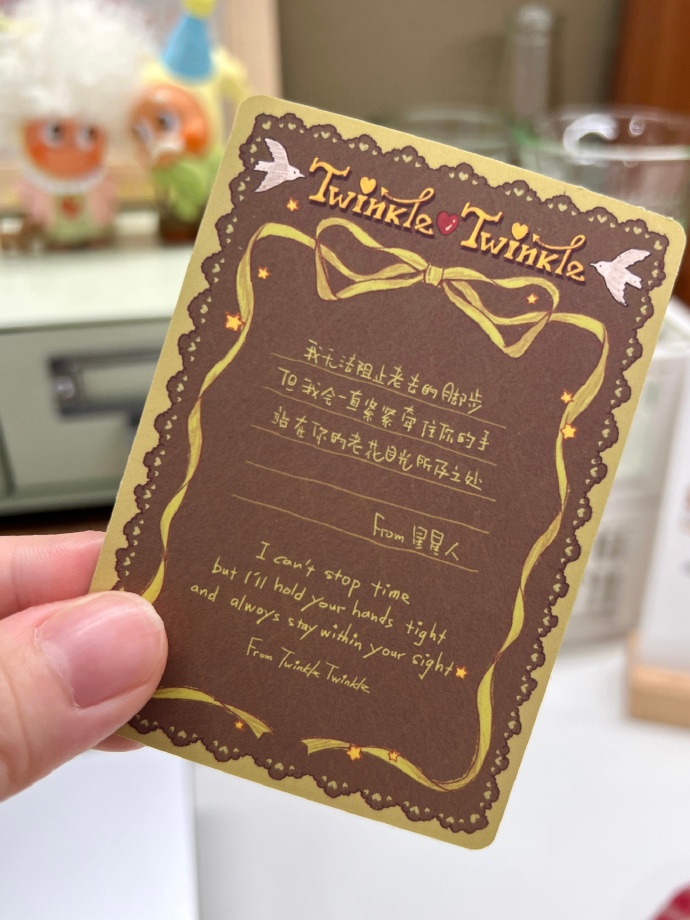 Twinkle Twinkle
我无法阻止老去的脚步
但我会一直紧紧牵住你的手
站在你的老花目光所及之处
From 星星人
I can't stop time
but I'll hold your hands tight
and always stay within your sight
From Twinkle Twinkle